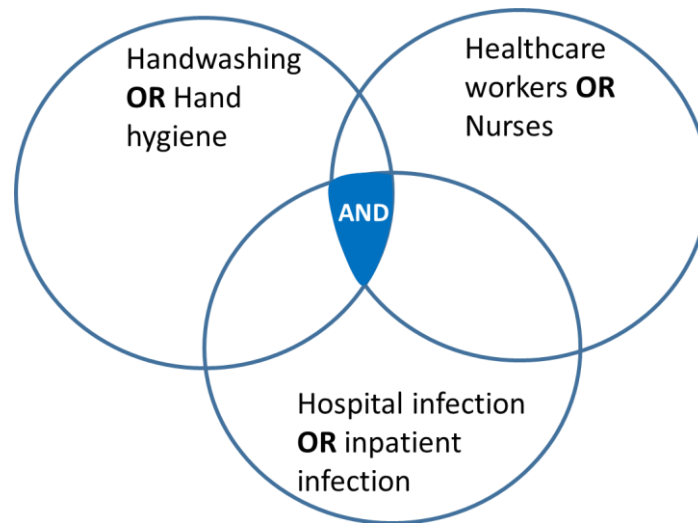 Handwashing
OR Hand
hygiene
Healthcare
workers OR
Nurses
AND
Hospital infection
OR inpatient
infection